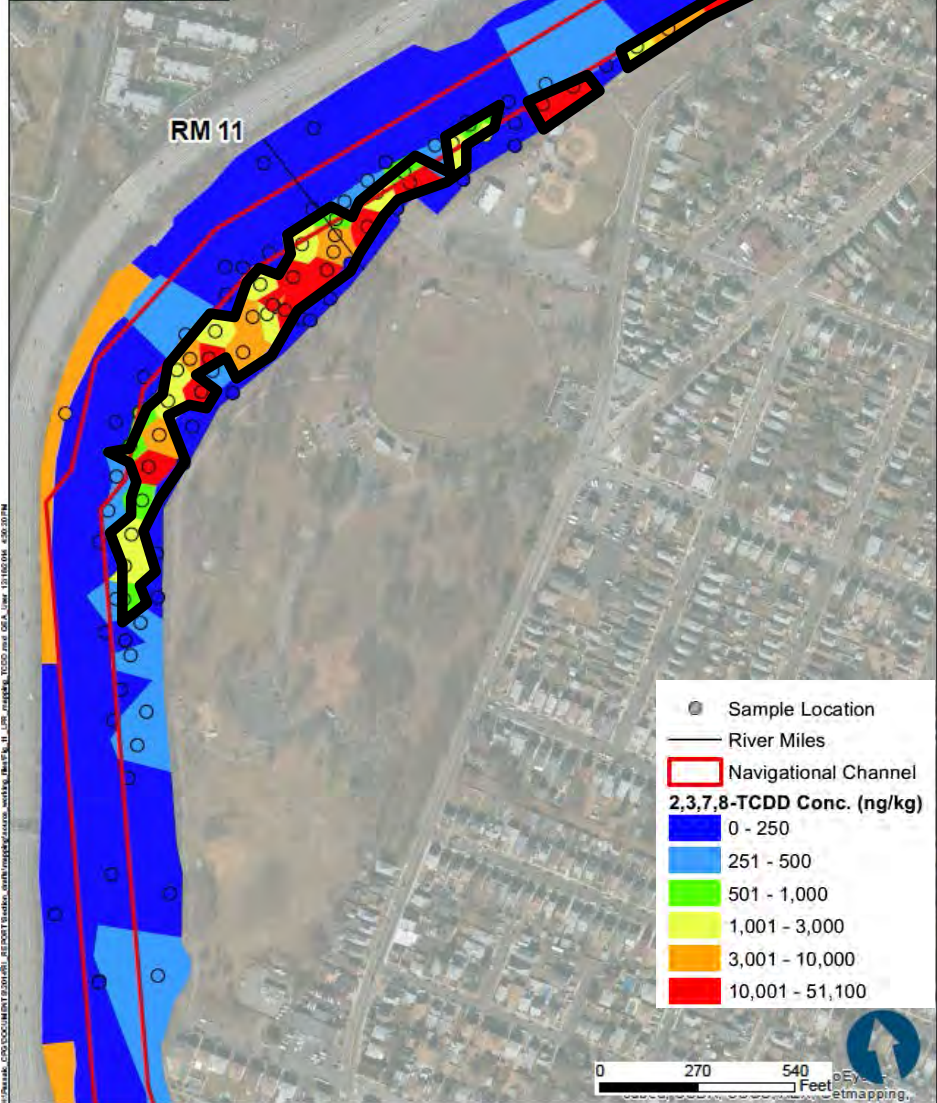 RM 11
Sample Location
River Miles
Navigational Channel
2,3,7,8-TCDD Conc. (ng/kg)
0 - 250
251 - 500
501 - 1,000
1,001 - 3,000
3,001 - 10,000
10,001 - 51,100
0 270 540
Feet